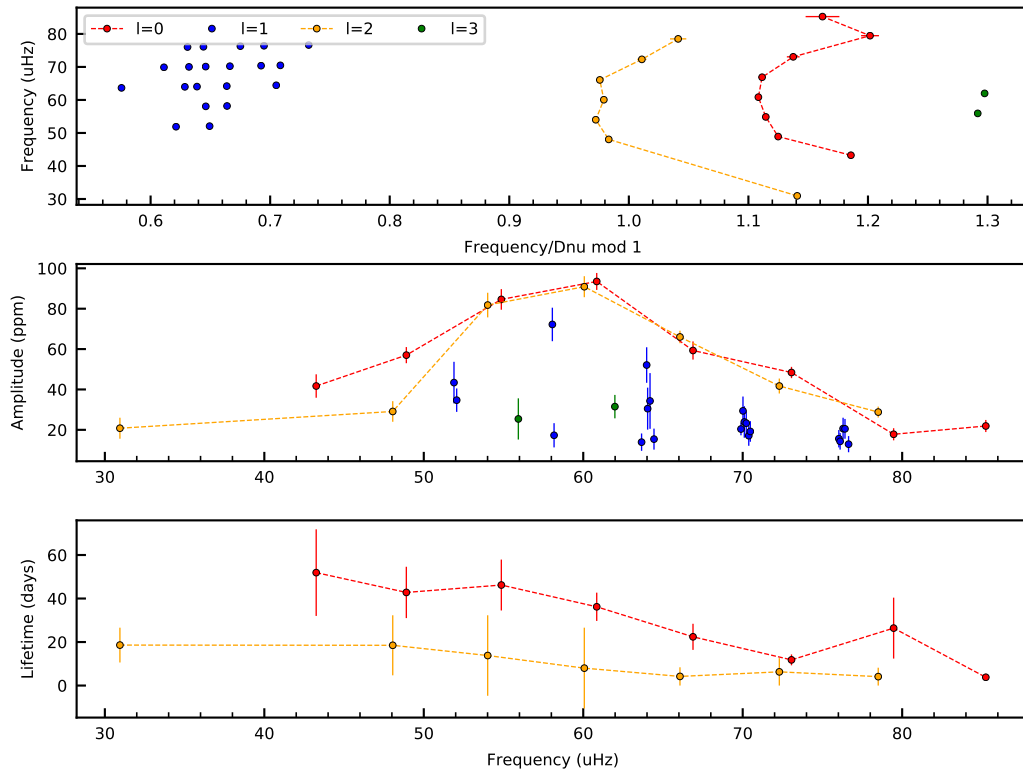 l=0 l=1 l=2 l=3
80
70
60
50
40
30
Frequency (uHz)
0.6 0.7 0.8 0.9 1.0 1.1 1.2 1.3
Frequency/Dnu mod 1
100
80
60
40
20
Amplitude (ppm)
30 40 50 60 70 80
60
40
20
0
Lifetime (days)
30 40 50 60 70 80
Frequency (uHz)